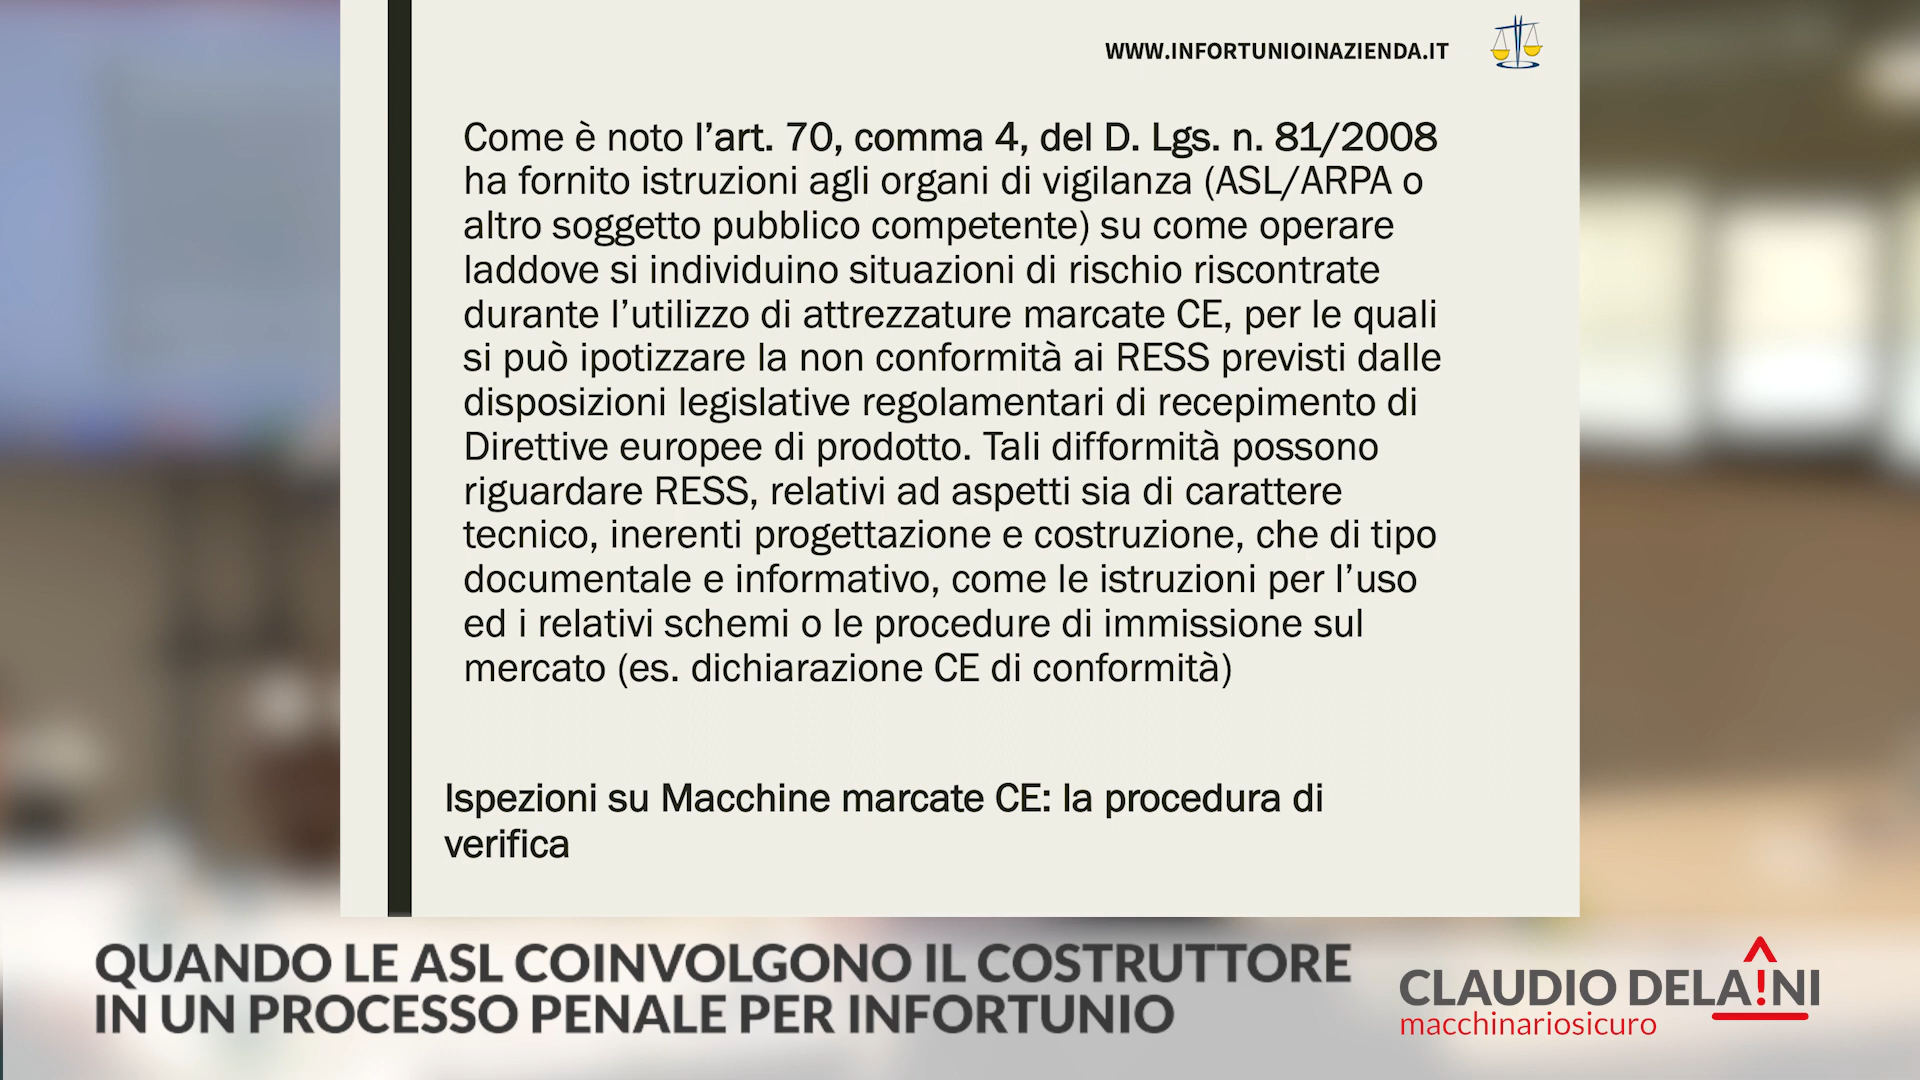 WWW.INFORTUNIOINAZIENDA.IT
Come è noto l’art. 70, comma 4, del D. Lgs. n. 81/2008
ha fornito istruzioni agli organi di vigilanza (ASL/ARPA o
altro soggetto pubblico competente) su come operare
laddove si individuino situazioni di rischio riscontrate
durante l’utilizzo di attrezzature marcate CE, per le quali
si può ipotizzare la non conformità ai RESS previsti dalle
disposizioni legislative regolamentari di recepimento di
Direttive europee di prodotto. Tali difformità possono
riguardare RESS, relativi ad aspetti sia di carattere
tecnico, inerenti progettazione e costruzione, che di tipo
documentale e informativo, come le istruzioni per l’uso
ed i relativi schemi o le procedure di immissione sul
mercato (es. dichiarazione CE di conformità)
Ispezioni su Macchine marcate CE: la procedura di
verifica
QUANDO LE ASL COINVOLGONO IL COSTRUTTORE
IN UN PROCESSO PENALE PER INFORTUNIO
CLAUDIO DELA!NI
macchinariosicuro